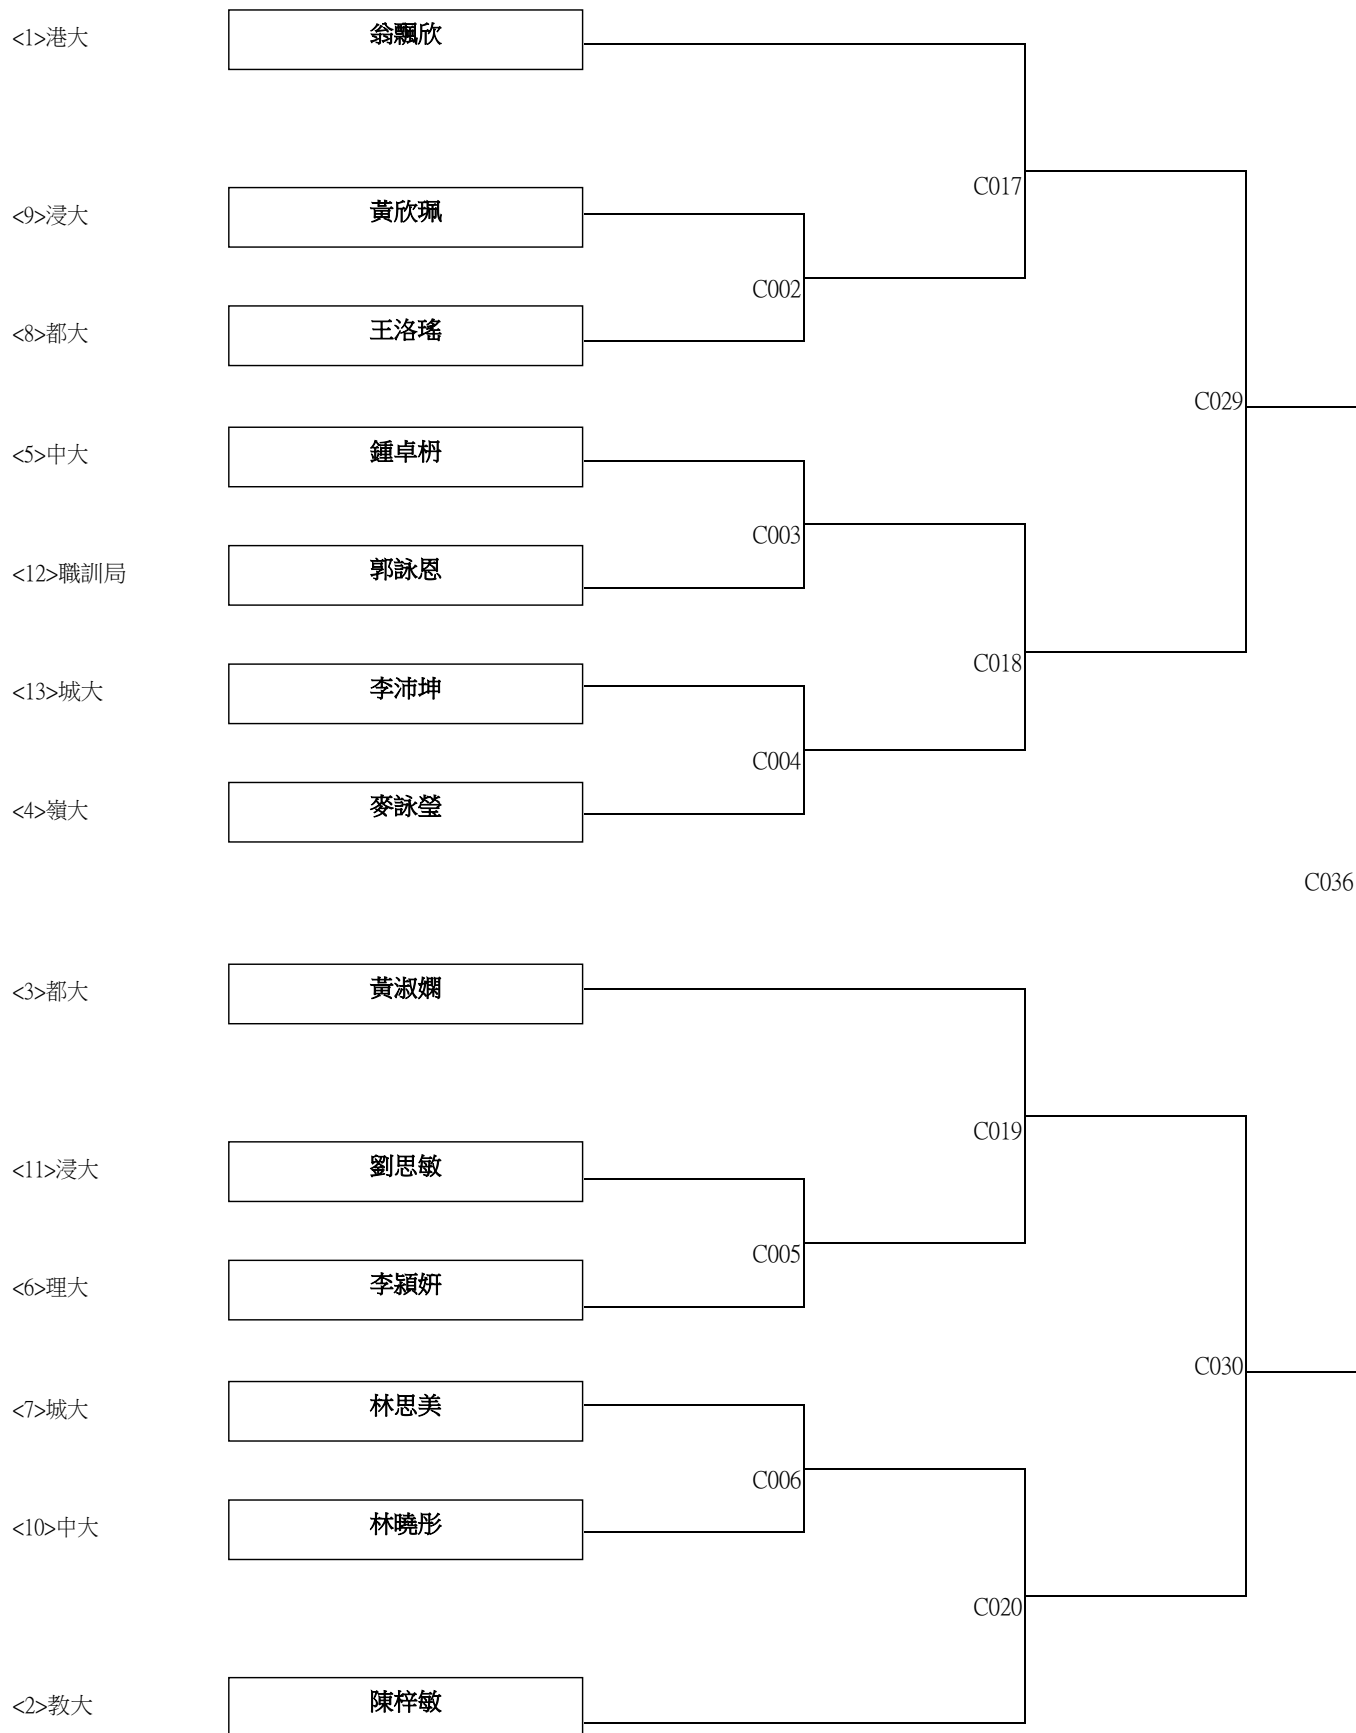 <1>港大 翁飄欣
C017
<9>浸大 黃欣珮
C002
<8>都大 王洛瑤
C029
<5>中大 鍾卓枬
C003
<12>職訓局 郭詠恩
C018
<13>城大 李沛坤
C004
<4>嶺大 麥詠瑩
C036
<3>都大 黃淑嫻
C019
<11>浸大 劉思敏
C005
<6>理大 李潁妍
C030
<7>城大 林思美
C006
<10>中大 林曉彤
C020
<2>教大 陳梓敏